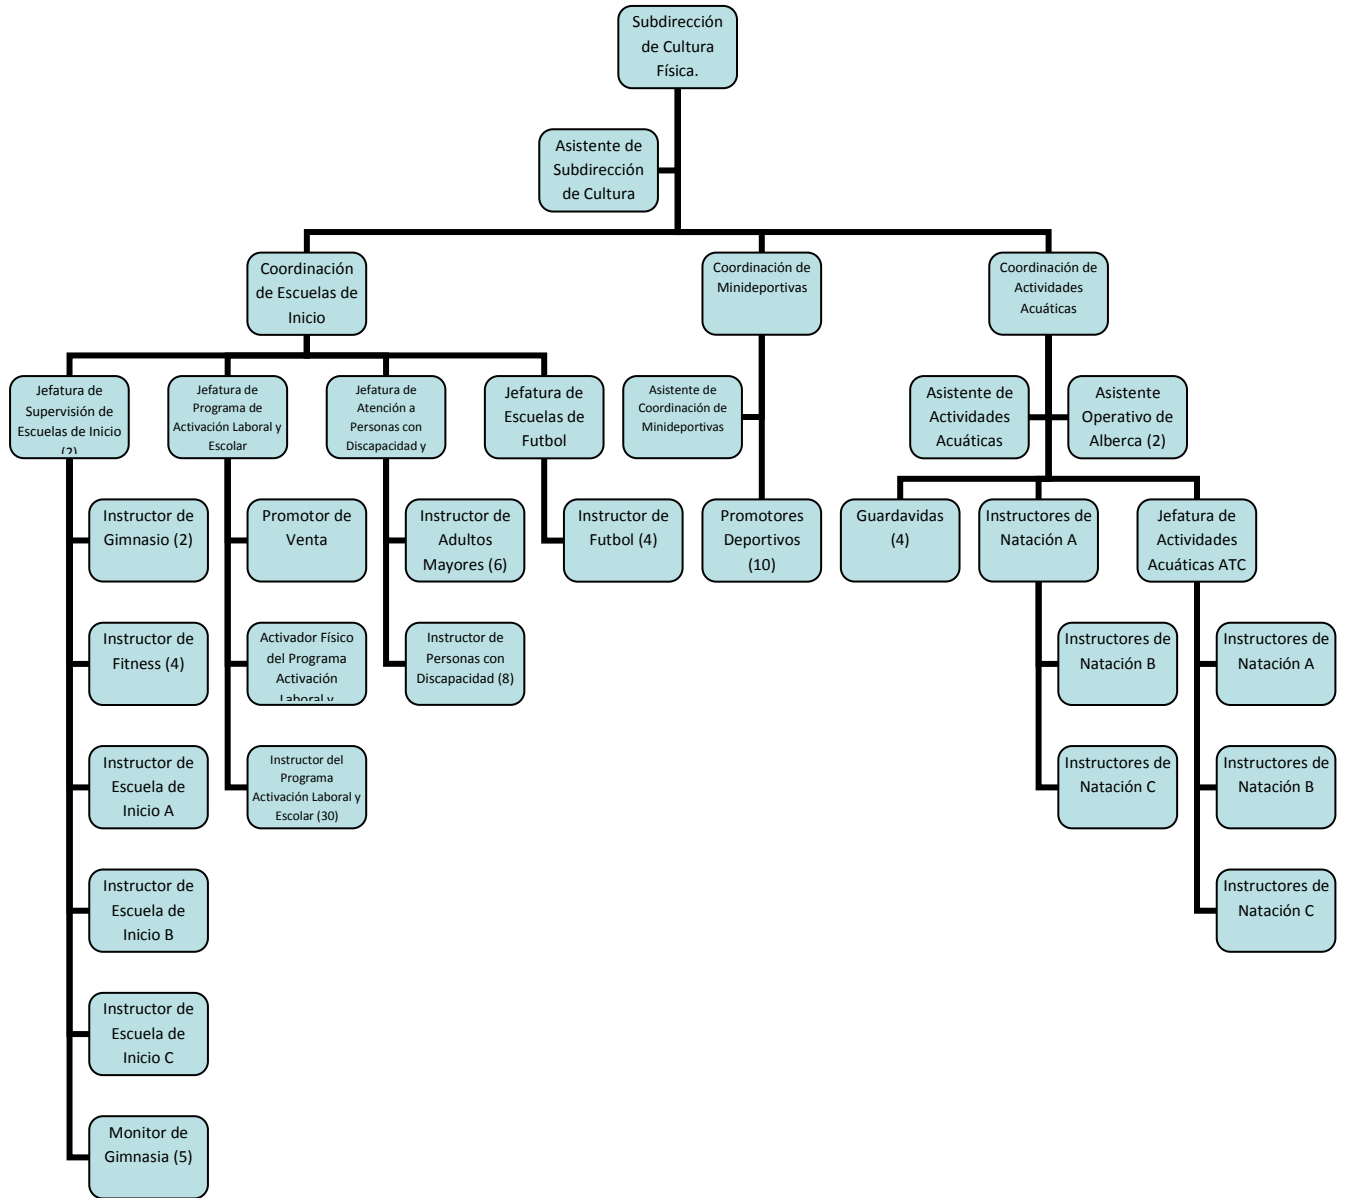 Subdirección
de Cultura
Física.
Asistente de
Subdirección
de Cultura
Coordinación
de Escuelas de
Inicio
Coordinación de
Minideportivas
Coordinación de
Actividades
Acuáticas
Jefatura de
Supervisión de
Escuelas de Inicio
(2)
Jefatura de
Programa de
Activación Laboral y
Escolar
Jefatura de
Atención a
Personas con
Discapacidad y
Jefatura de
Escuelas de
Futbol
Asistente de
Coordinación de
Minideportivas
Asistente de
Actividades
Acuáticas
Asistente
Operativo de
Alberca (2)
Instructor de
Gimnasio (2)
Promotor de
Venta
Instructor de
Adultos
Mayores (6)
Instructor de
Futbol (4)
Promotores
Deportivos
(10)
Guardavidas
(4)
Instructores de
Natación A
Jefatura de
Actividades
Acuáticas ATC
Instructor de
Fitness (4)
Activador Físico
del Programa
Activación
Laboral y
Instructor de
Personas con
Discapacidad (8)
Instructores de
Natación B
Instructores de
Natación A
Instructor de
Escuela de
Inicio A
Instructor del
Programa
Activación Laboral y
Escolar (30)
Instructores de
Natación C
Instructores de
Natación B
Instructor de
Escuela de
Inicio B
Instructores de
Natación C
Instructor de
Escuela de
Inicio C
Monitor de
Gimnasia (5)